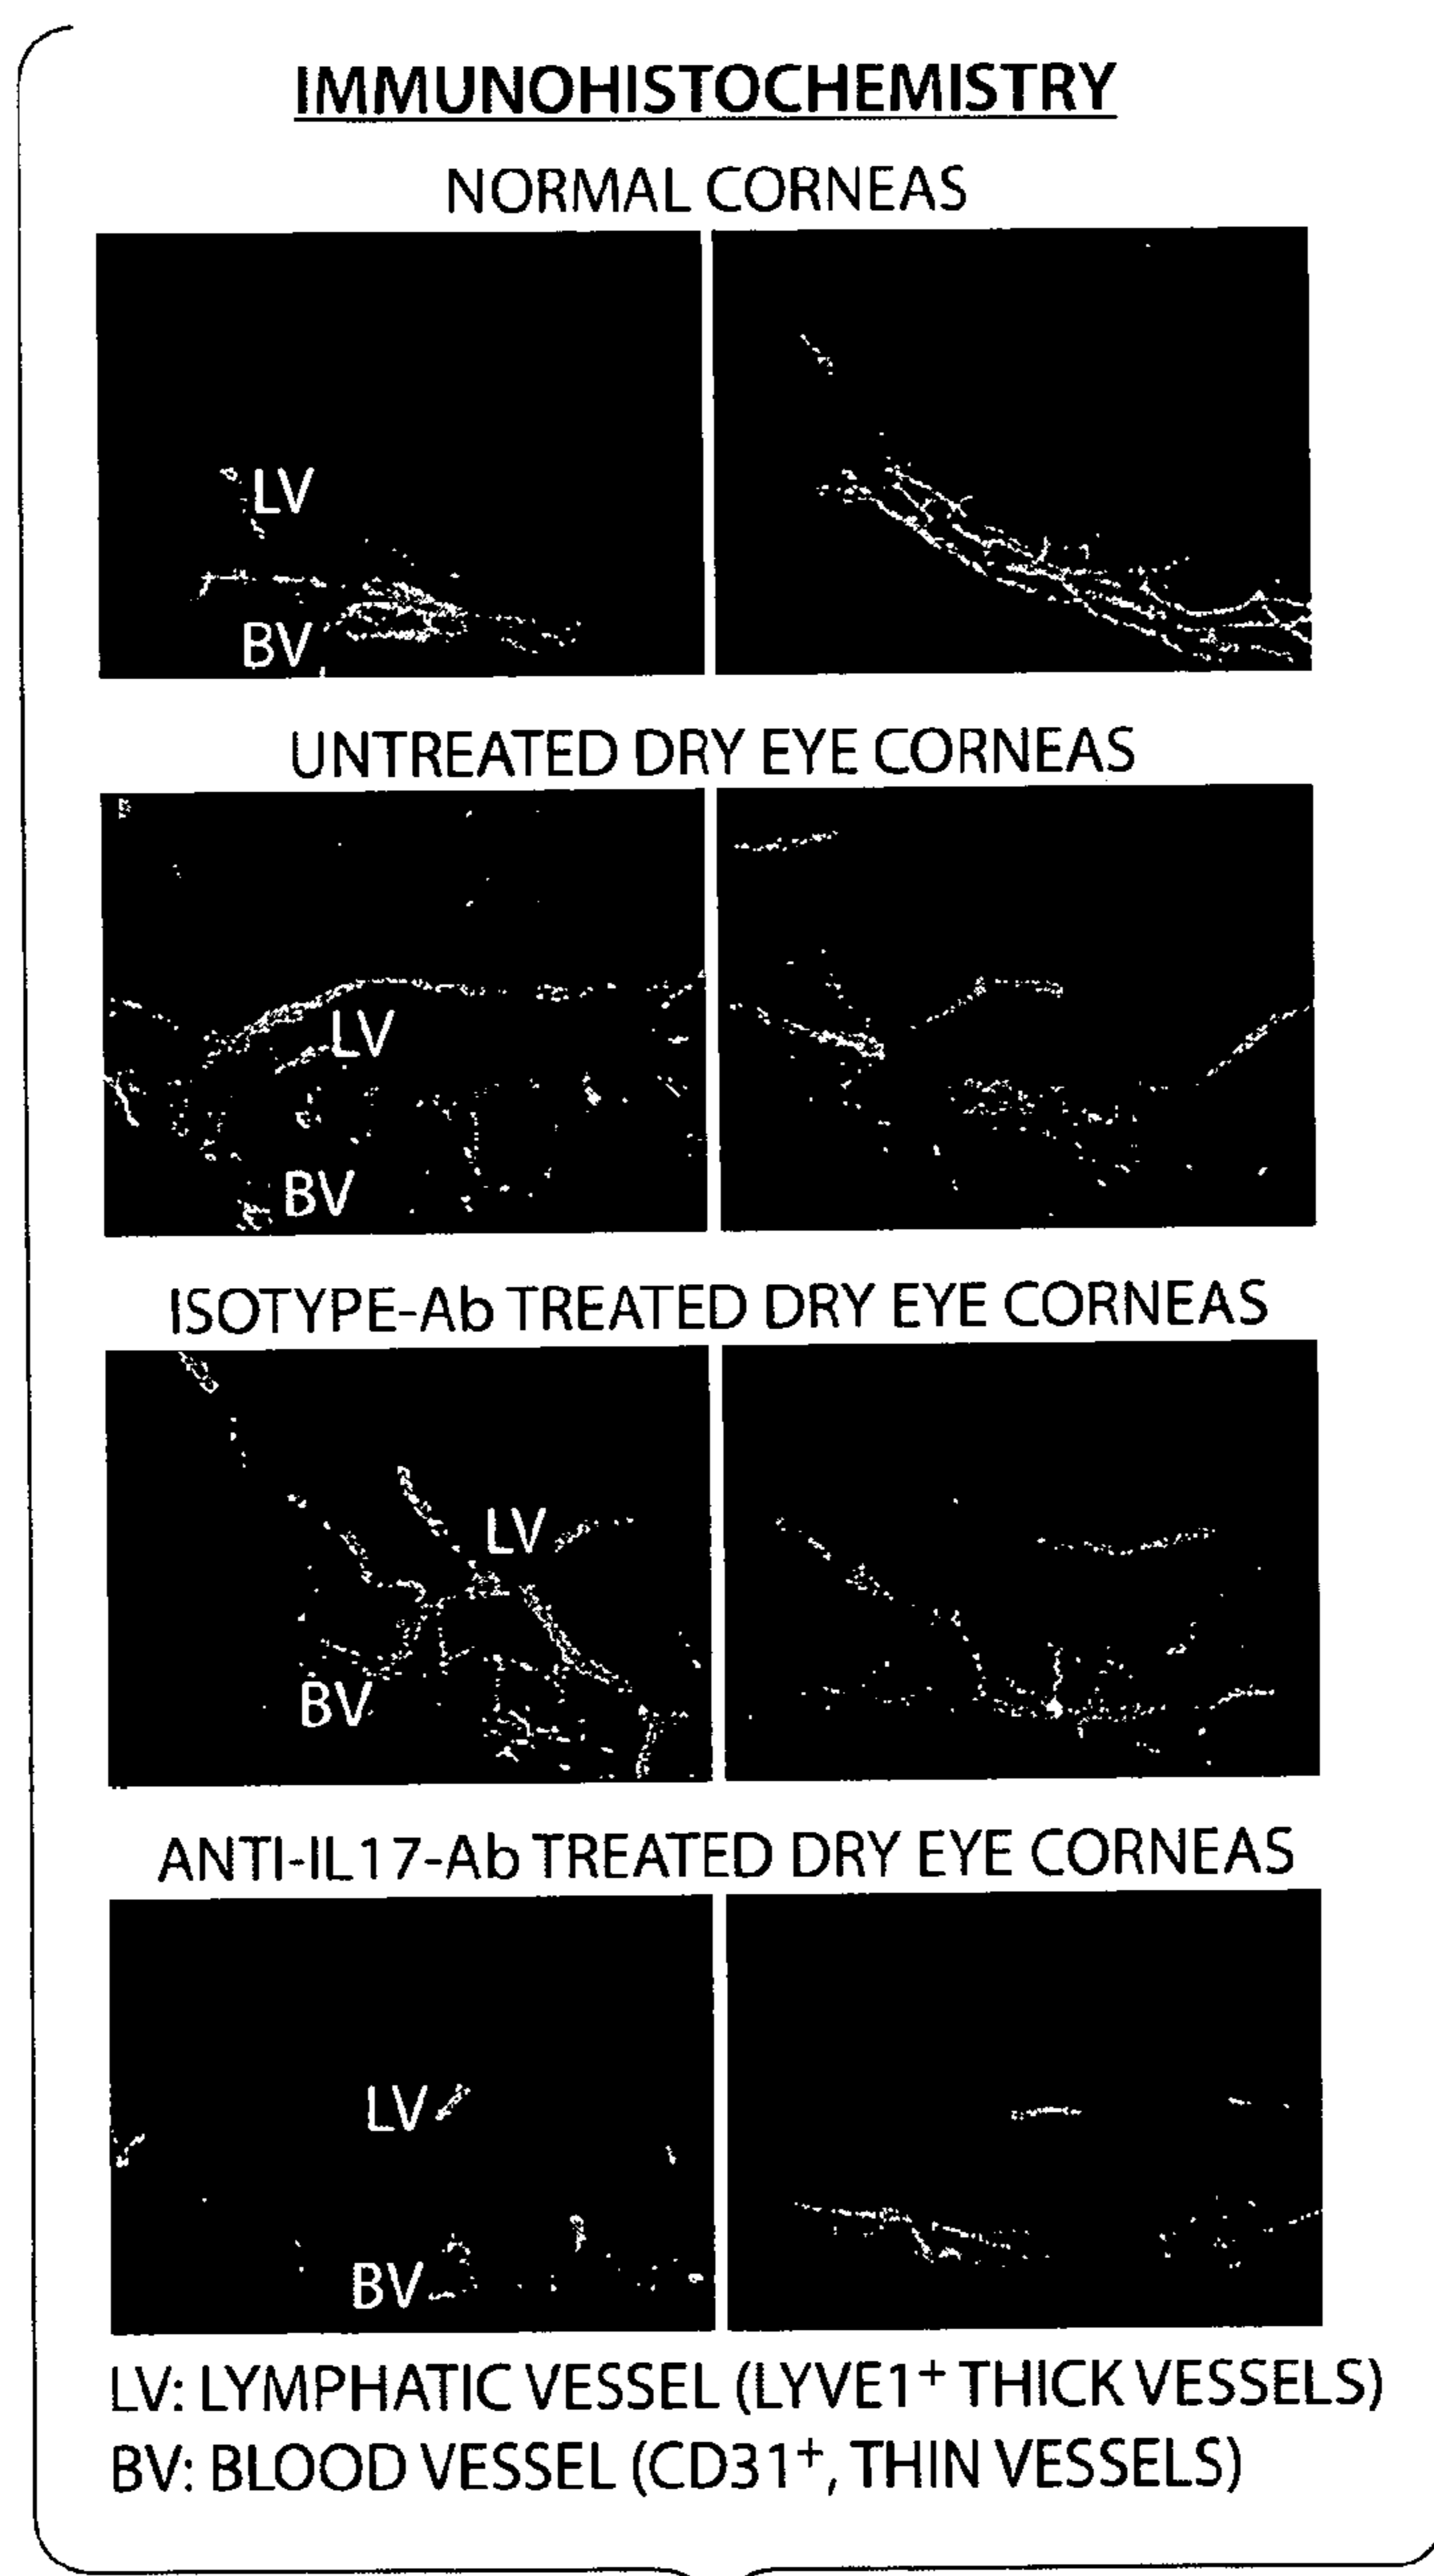 IMMUNOHISTOCHEMISTRY
NORMAL CORNEAS
LV
BV
UNTREATED DRY EYE CORNEAS
LV
BV
ISOTYPE-Ab TREATED DRY EYE CORNEAS
LV
BV
ANTI-IL17-Ab TREATED DRY EYE CORNEAS
LV
BV
LV: LYMPHATIC VESSEL (LYVE1⁺ THICK VESSELS)
BV: BLOOD VESSEL (CD31⁺, THIN VESSELS)